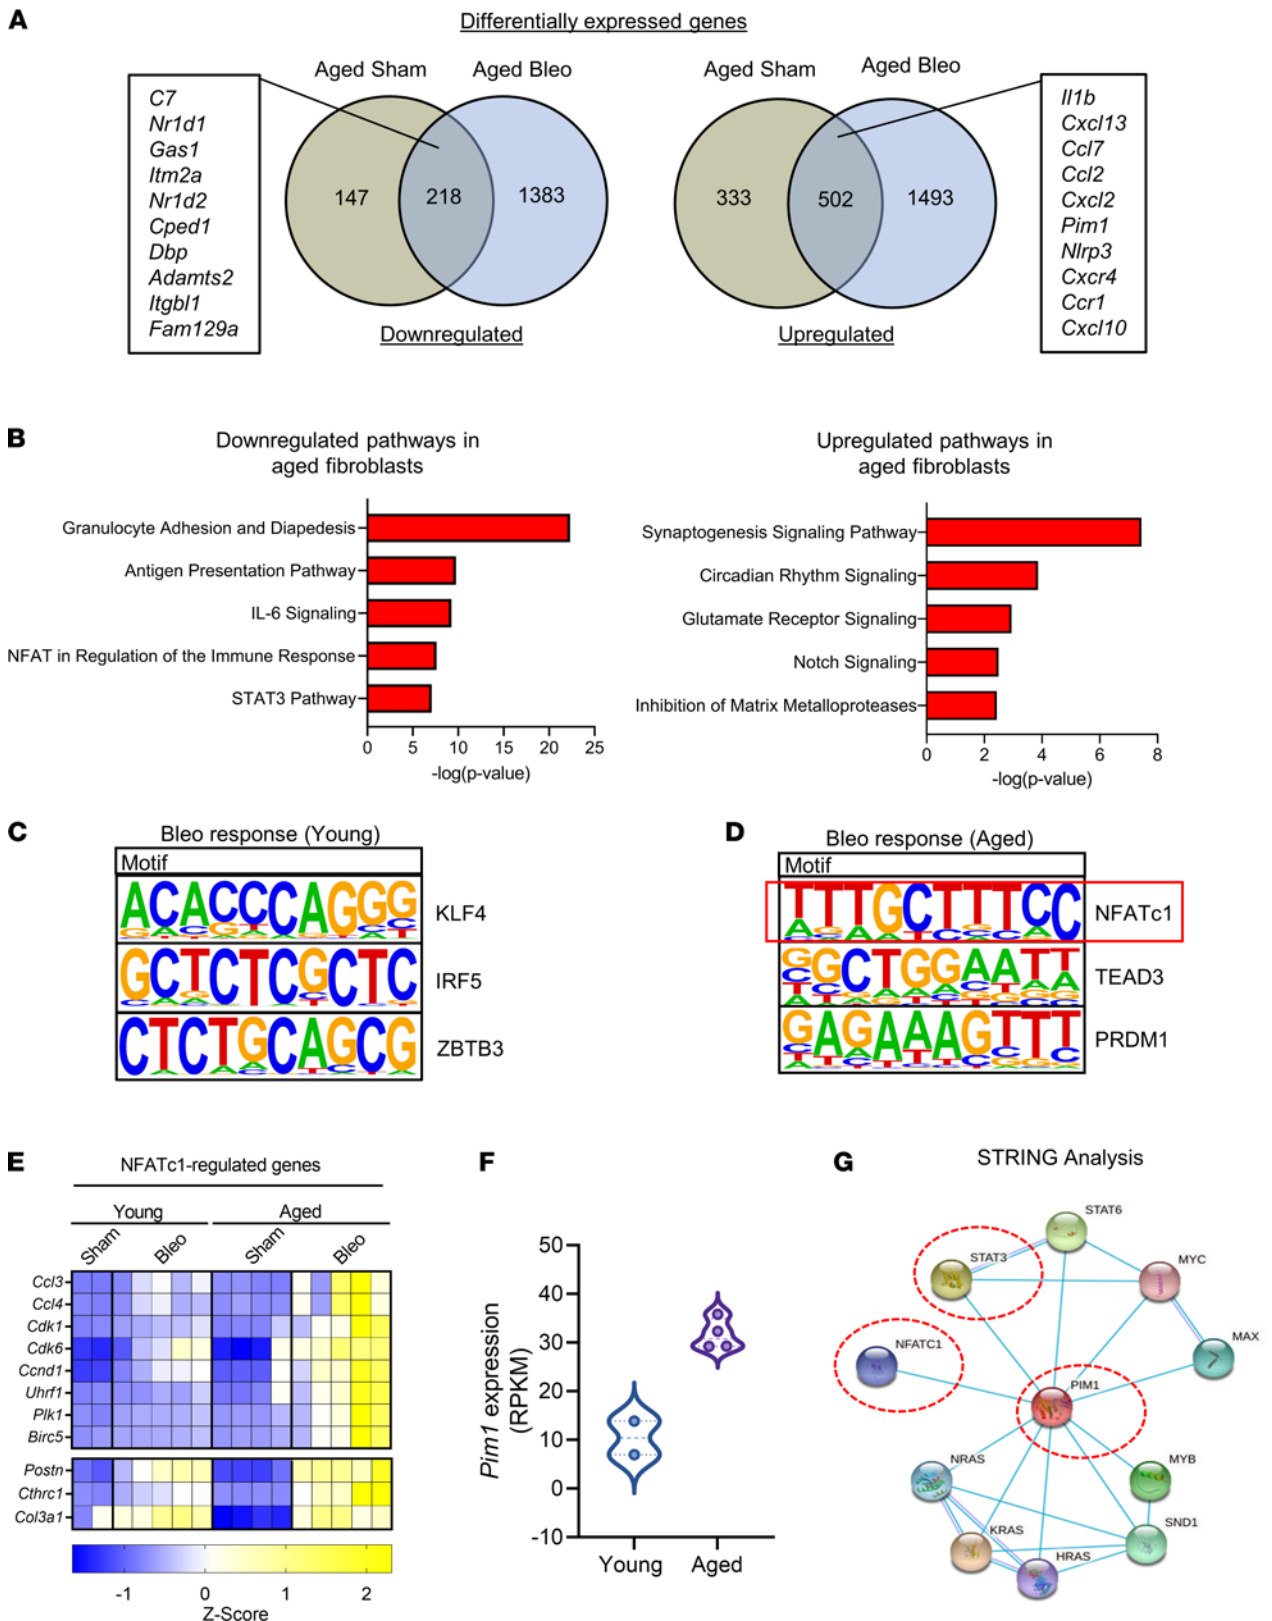 A
Differentially expressed genes
Aged Sham
Aged Bleo
C7
Nr1d1
Gas1
Itm2a
Nr1d2
Cped1
Dbp
Adamts2
Itgbl1
Fam129a
147
218
1383
Downregulated
Aged Sham
Aged Bleo
333
502
1493
Upregulated
Il1b
Cxcl13
Ccl7
Ccl2
Cxcl2
Pim1
Nlrp3
Cxcr4
Ccr1
Cxcl10
B
Downregulated pathways in
aged fibroblasts
Granulocyte Adhesion and Diapedesis
Antigen Presentation Pathway
IL-6 Signaling
NFAT in Regulation of the Immune Response
STAT3 Pathway
0 5 10 15 20 25
-log(p-value)
Upregulated pathways in
aged fibroblasts
Synaptogenesis Signaling Pathway
Circadian Rhythm Signaling
Glutamate Receptor Signaling
Notch Signaling
Inhibition of Matrix Metalloproteases
0 2 4 6 8
-log(p-value)
C
Bleo response (Young)
Motif
ACACCCAGGG
KLF4
GCTCTCGCTC
IRF5
CTCTGCAGCG
ZBTB3
D
Bleo response (Aged)
Motif
TTTGCTTTCC
NFATc1
GGCTGGAATT
TEAD3
GAGAAAGTTT
PRDM1
E
NFATc1-regulated genes
Young
Aged
Sham
Bleo
Sham
Bleo
Ccl3
Ccl4
Cdk1
Cdk6
Ccnd1
Uhrf1
Plk1
Birc5
Postn
Cthrc1
Col3a1
-1 0 1 2
Z-Score
F
Pim1 expression
(RPKM)
50
40
30
20
10
0
-10
Young
Aged
G
STRING Analysis
STAT6
STAT3
MYC
NFATC1
MAX
PIM1
NRAS
MYB
KRAS
SND1
HRAS